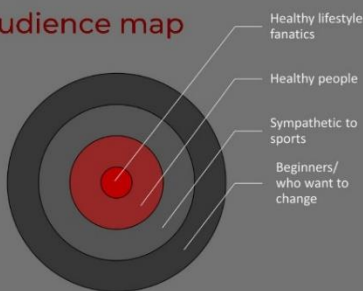 udience map
Healthy lifestyle
fanatics
Healthy people
Sympathetic to
sports
Beginners/
who want to
change